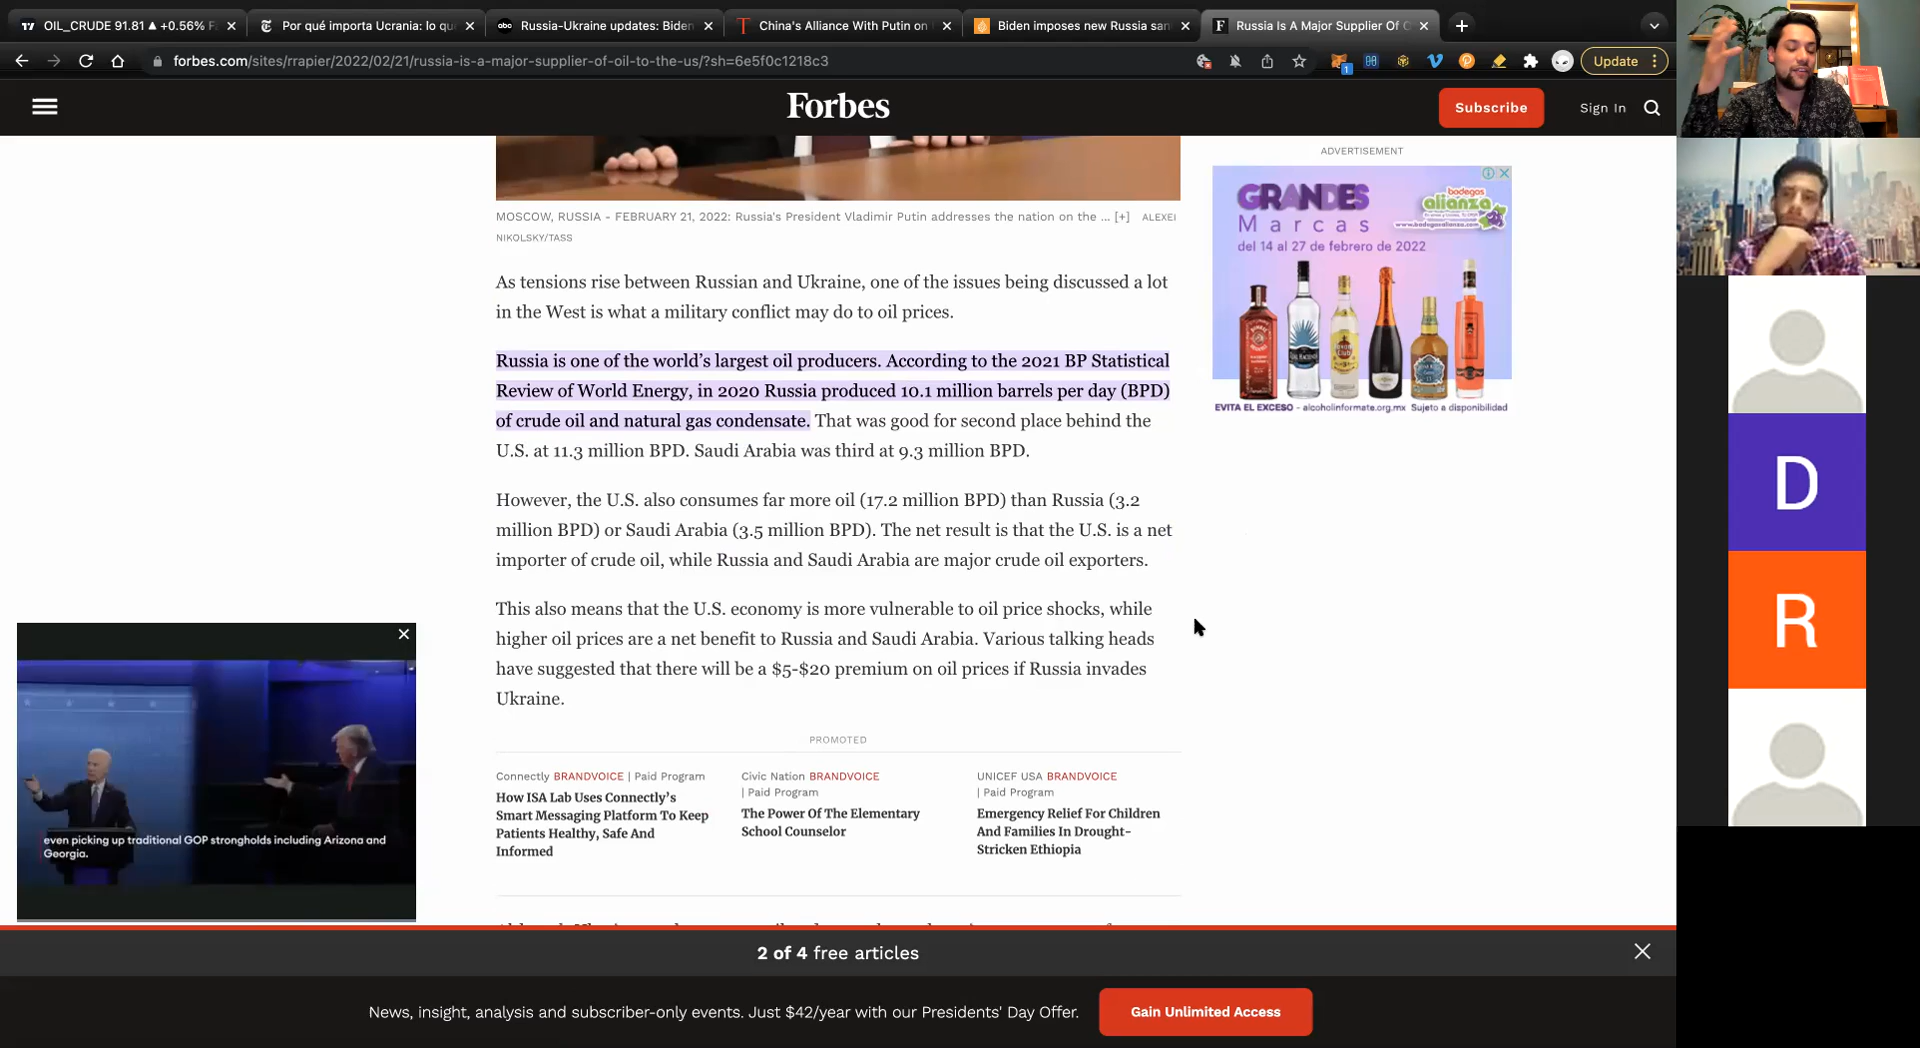 OIL_CRUDE 91.81 ▲ +0.56%
Por qué importa Ucrania: lo que
Russia-Ukraine updates: Biden
China's Alliance With Putin on
Biden imposes new Russia san
Russia Is A Major Supplier Of
forbes.com/sites/rrapier/2022/02/21/russia-is-a-major-supplier-of-oil-to-the-us/?sh=6e5f0c1218c3
1
Update
Forbes
Subscribe
Sign In
MOSCOW, RUSSIA - FEBRUARY 21, 2022: Russia's President Vladimir Putin addresses the nation on the ... [+] ALEXEI
NIKOLSKY/TASS
As tensions rise between Russian and Ukraine, one of the issues being discussed a lot
in the West is what a military conflict may do to oil prices.
Russia is one of the world’s largest oil producers. According to the 2021 BP Statistical
Review of World Energy, in 2020 Russia produced 10.1 million barrels per day (BPD)
of crude oil and natural gas condensate. That was good for second place behind the
U.S. at 11.3 million BPD. Saudi Arabia was third at 9.3 million BPD.
However, the U.S. also consumes far more oil (17.2 million BPD) than Russia (3.2
million BPD) or Saudi Arabia (3.5 million BPD). The net result is that the U.S. is a net
importer of crude oil, while Russia and Saudi Arabia are major crude oil exporters.
This also means that the U.S. economy is more vulnerable to oil price shocks, while
higher oil prices are a net benefit to Russia and Saudi Arabia. Various talking heads
have suggested that there will be a $5-$20 premium on oil prices if Russia invades
Ukraine.
PROMOTED
Connectly BRANDVOICE | Paid Program
How ISA Lab Uses Connectly’s
Smart Messaging Platform To Keep
Patients Healthy, Safe And
Informed
Civic Nation BRANDVOICE
| Paid Program
The Power Of The Elementary
School Counselor
UNICEF USA BRANDVOICE
| Paid Program
Emergency Relief For Children
And Families In Drought-
Stricken Ethiopia
ADVERTISEMENT
GRANDES
Marcas
del 14 al 27 de febrero de 2022
bodegas
alianza
www.bodegasalianza.com
EVITA EL EXCESO - alcoholinformate.org.mx Sujeto a disponibilidad
even picking up traditional GOP strongholds including Arizona and
Georgia.
2 of 4 free articles
News, insight, analysis and subscriber-only events. Just $42/year with our Presidents' Day Offer.
Gain Unlimited Access
D
R